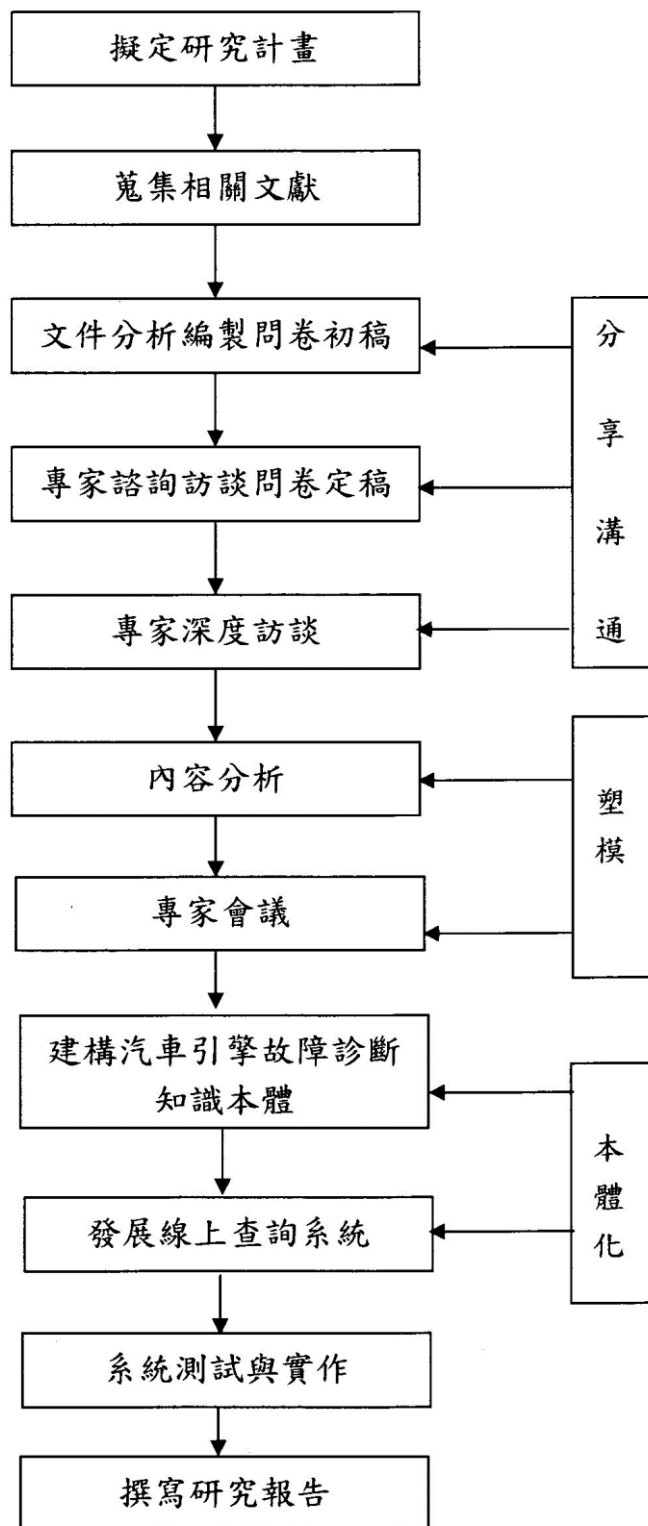 擬定研究計畫
蒐集相關文獻
文件分析編製問卷初稿
專家諮詢訪談問卷定稿
專家深度訪談
分享溝通
內容分析
專家會議
塑模
建構汽車引擎故障診斷
知識本體
發展線上查詢系統
本體化
系統測試與實作
撰寫研究報告